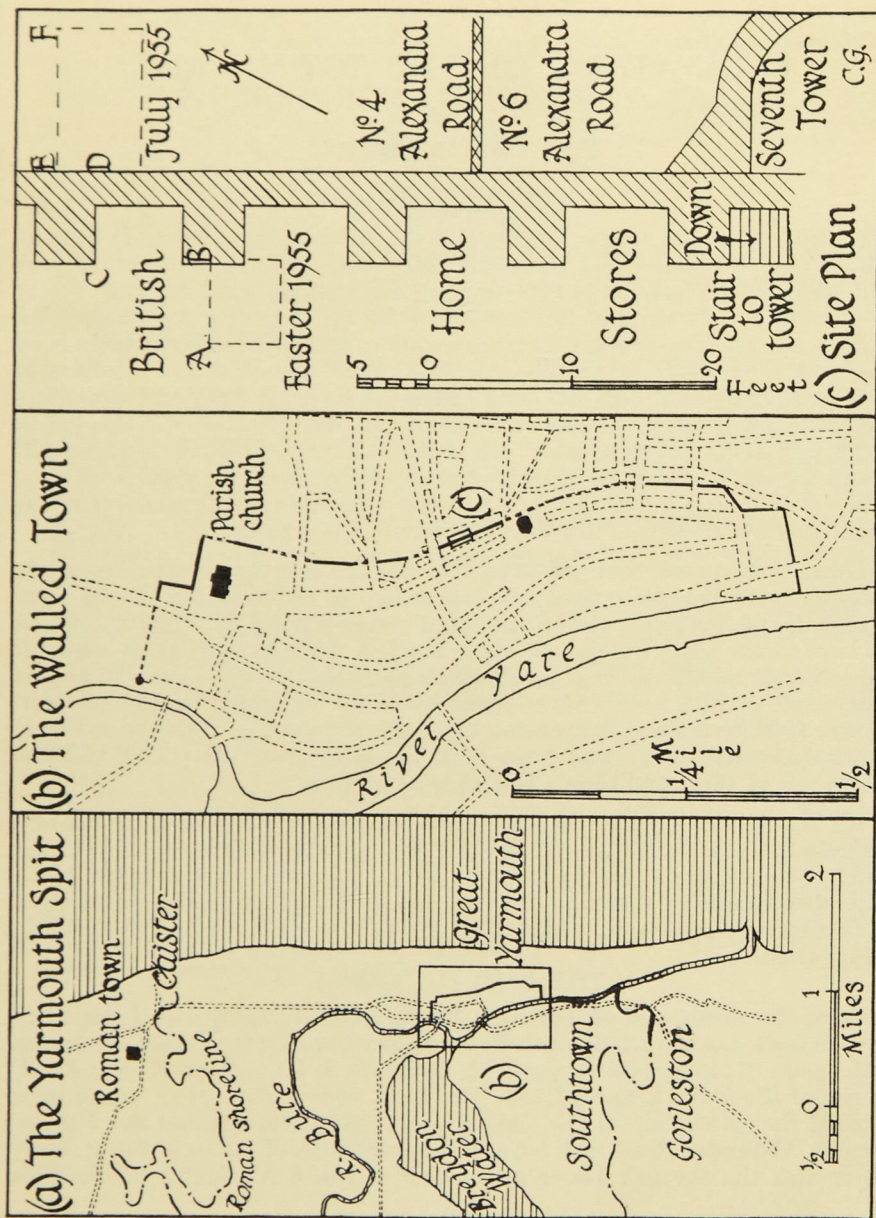 (a) The Yarmouth Spit
Roman town
Caister
Roman shoreline
R. Bure
Breydon
Water
Great
Yarmouth
(b)
Southtown
Gorleston
½ 0 1 2
Miles
(b) The Walled Town
Parish
church
(C)
River Yare
¼ ½
Mile
E F
D
July 1955
N
C
British
A B
Easter 1955
Nº. 4
Alexandra
Road
Nº. 6
Alexandra
Road
Home
Stores
5 0 10 20
Feet
Down
Stair
to
tower
Seventh
Tower
C.G.
(c) Site Plan